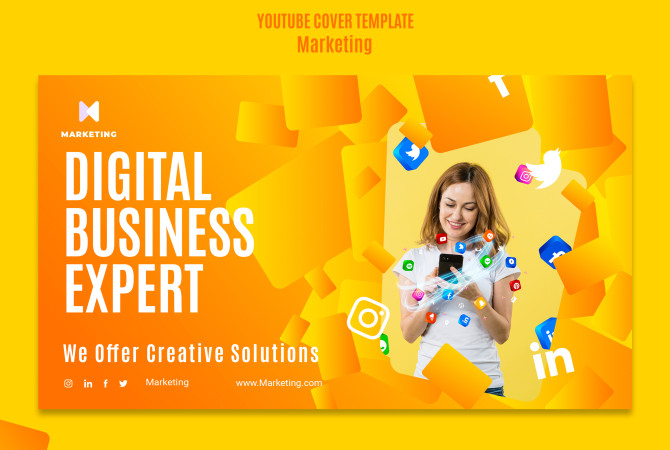 YOUTUBE COVER TEMPLATE
Marketing
MARKETING
DIGITAL
BUSINESS
EXPERT
We Offer Creative Solutions
Marketing
www.Marketing.com